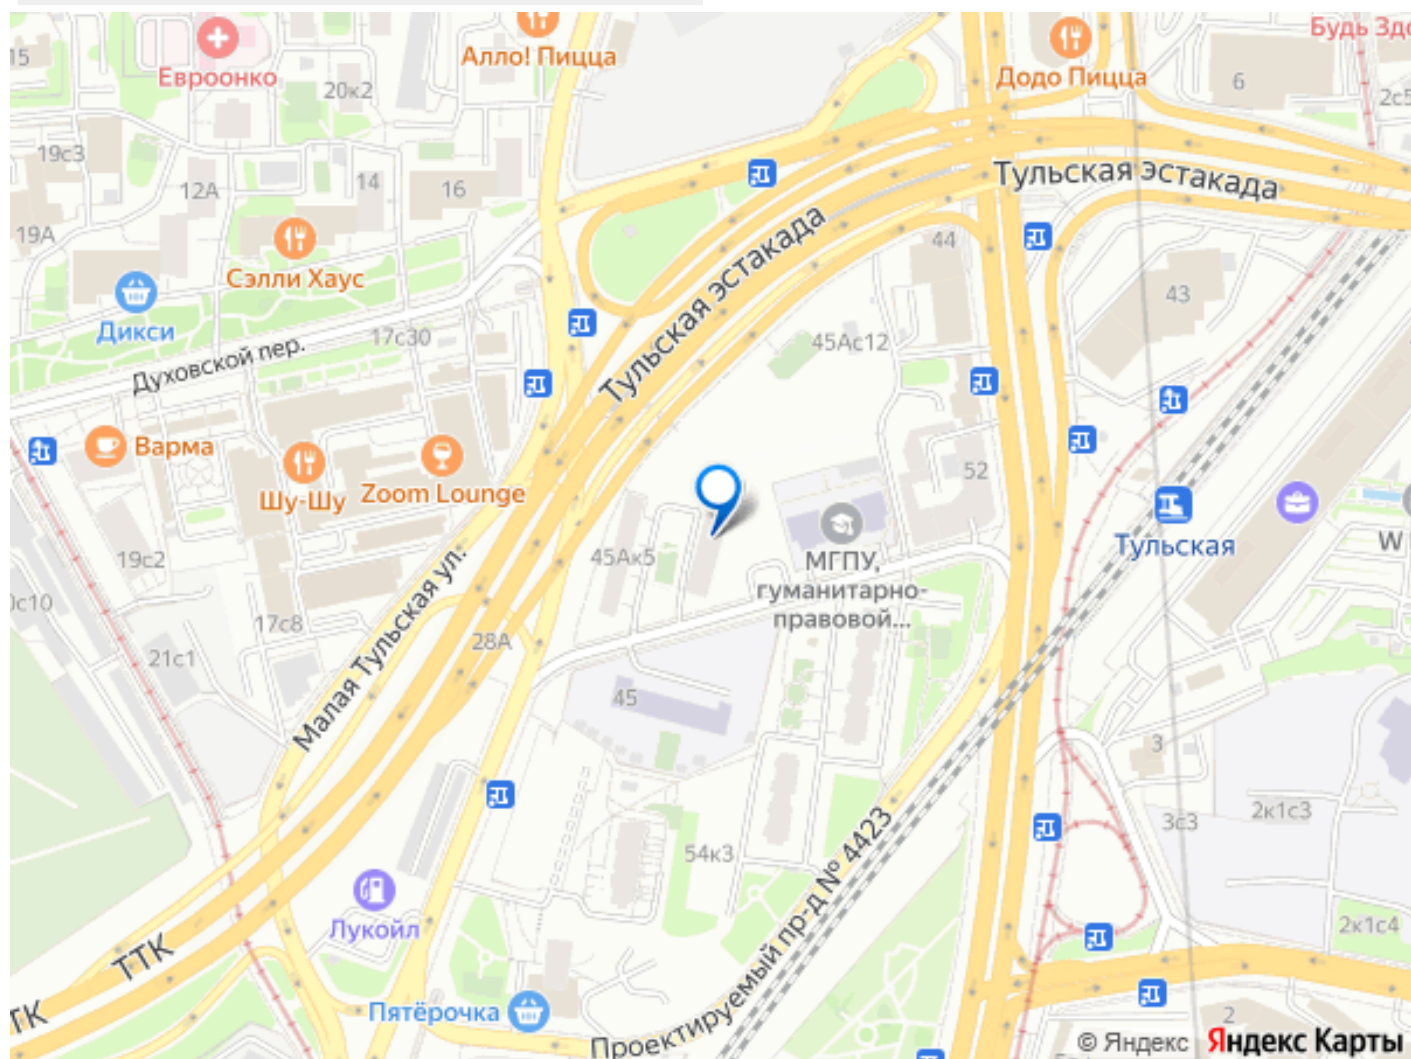 Алло! Пицца
Будь Здо
15
Евроонко
Додо Пицца
6
20к2
2с5
19с3
14
16
12А
Тульская эстакада
19А
Сэлли Хаус
44
Тульская эстакада
43
Дикси
17с30
45Ас12
Духовской пер.
Варма
Шу-Шу
Zoom Lounge
52
Тульская
W
19с2
45Ак5
МГПУ,
гуманитарно-
правовой...
0с10
17с8
28А
21с1
Малая Тульская ул.
45
3
2к1с3
3с3
54к3
Проектируемый пр-д № 4423
Лукойл
2к1с4
ТТК
ТК
Пятёрочка
2
© Яндекс Яндекс Карты